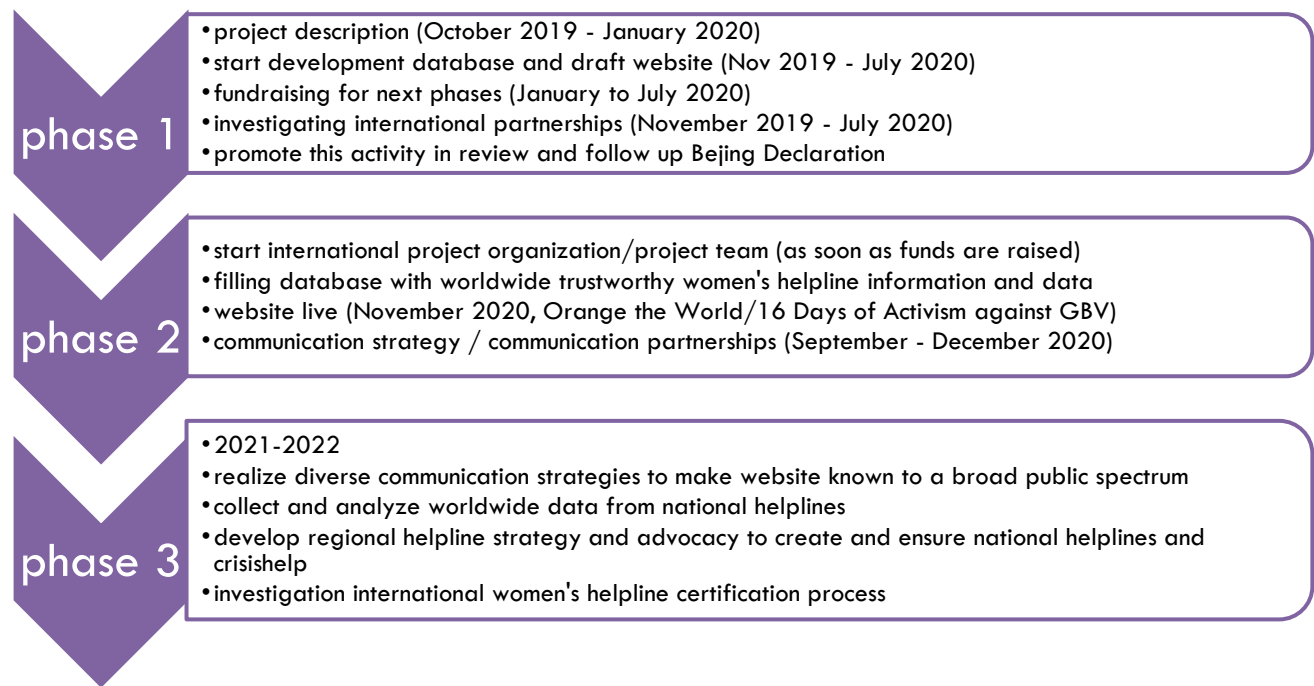 phase 1
•project description (October 2019 - January 2020)
•start development database and draft website (Nov 2019 - July 2020)
•fundraising for next phases (January to July 2020)
•investigating international partnerships (November 2019 - July 2020)
•promote this activity in review and follow up Bejing Declaration
phase 2
•start international project organization/project team (as soon as funds are raised)
•filling database with worldwide trustworthy women's helpline information and data
•website live (November 2020, Orange the World/16 Days of Activism against GBV)
•communication strategy / communication partnerships (September - December 2020)
phase 3
•2021-2022
•realize diverse communication strategies to make website known to a broad public spectrum
•collect and analyze worldwide data from national helplines
•develop regional helpline strategy and advocacy to create and ensure national helplines and
crisishelp
•investigation international women's helpline certification process